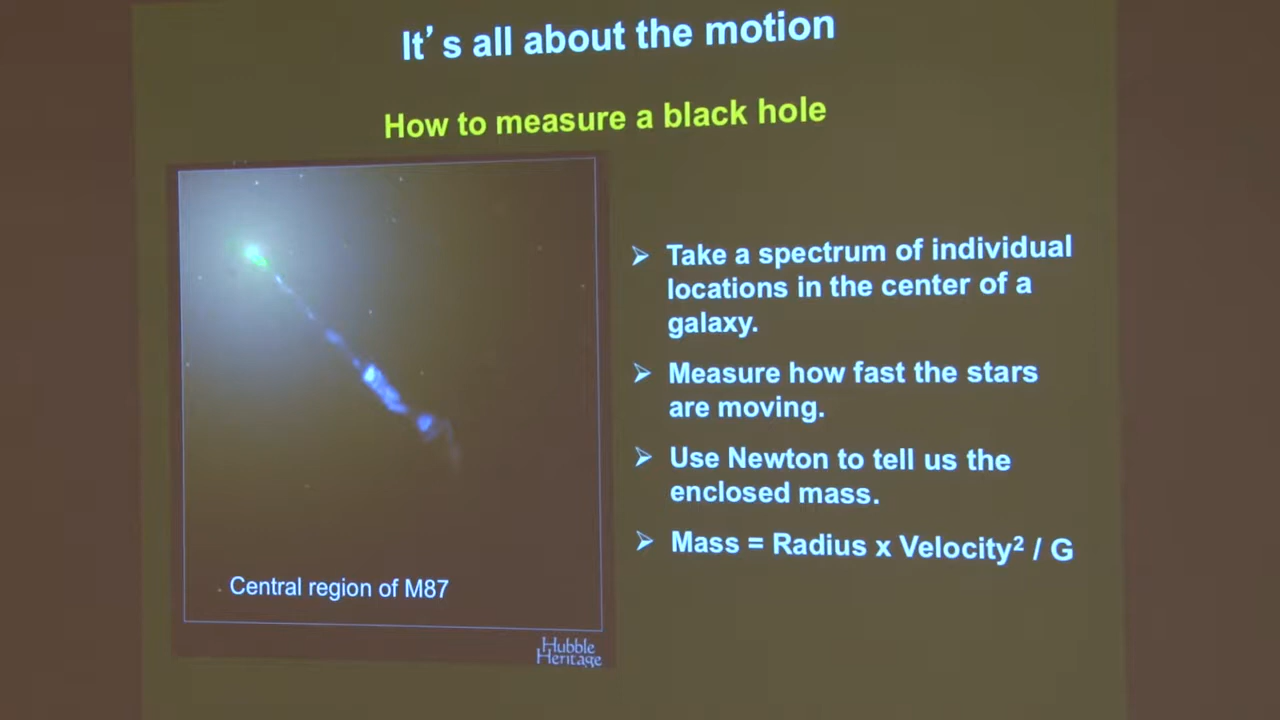 It's all about the motion
How to measure a black hole
➢ Take a spectrum of individual
locations in the center of a
galaxy.
➢ Measure how fast the stars
are moving.
➢ Use Newton to tell us the
enclosed mass.
➢ Mass = Radius x Velocity² / G
Central region of M87
Hubble
Heritage